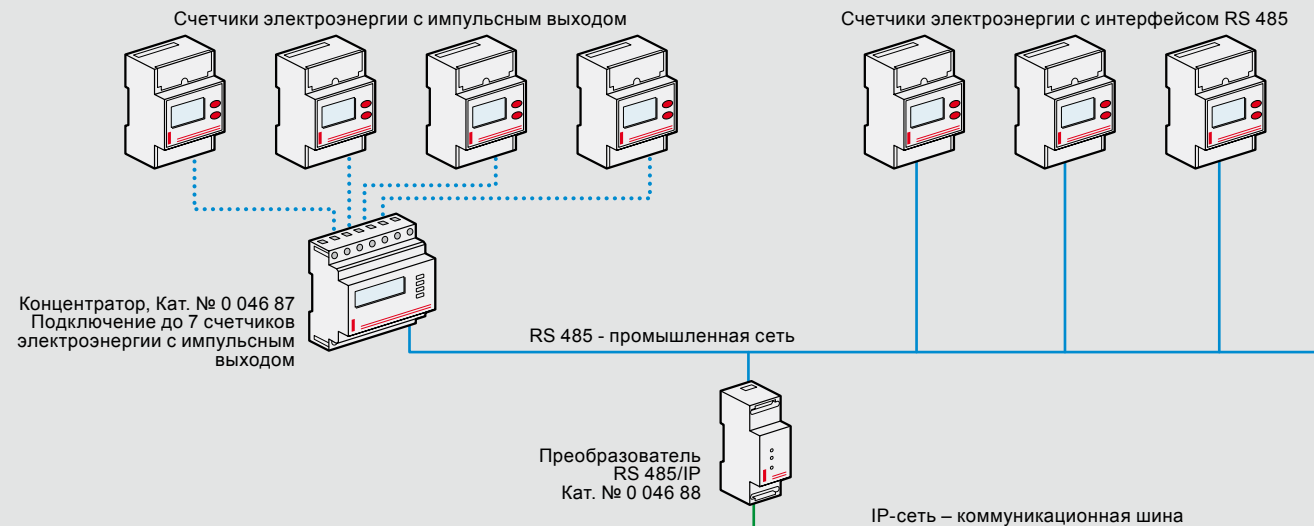 Счетчики электроэнергии с импульсным выходом
Счетчики электроэнергии с интерфейсом RS 485
Концентратор, Кат. № 0 046 87
Подключение до 7 счетчиков
электроэнергии с импульсным
выходом
RS 485 - промышленная сеть
Преобразователь
RS 485/IP
Кат. № 0 046 88
IP-сеть – коммуникационная шина